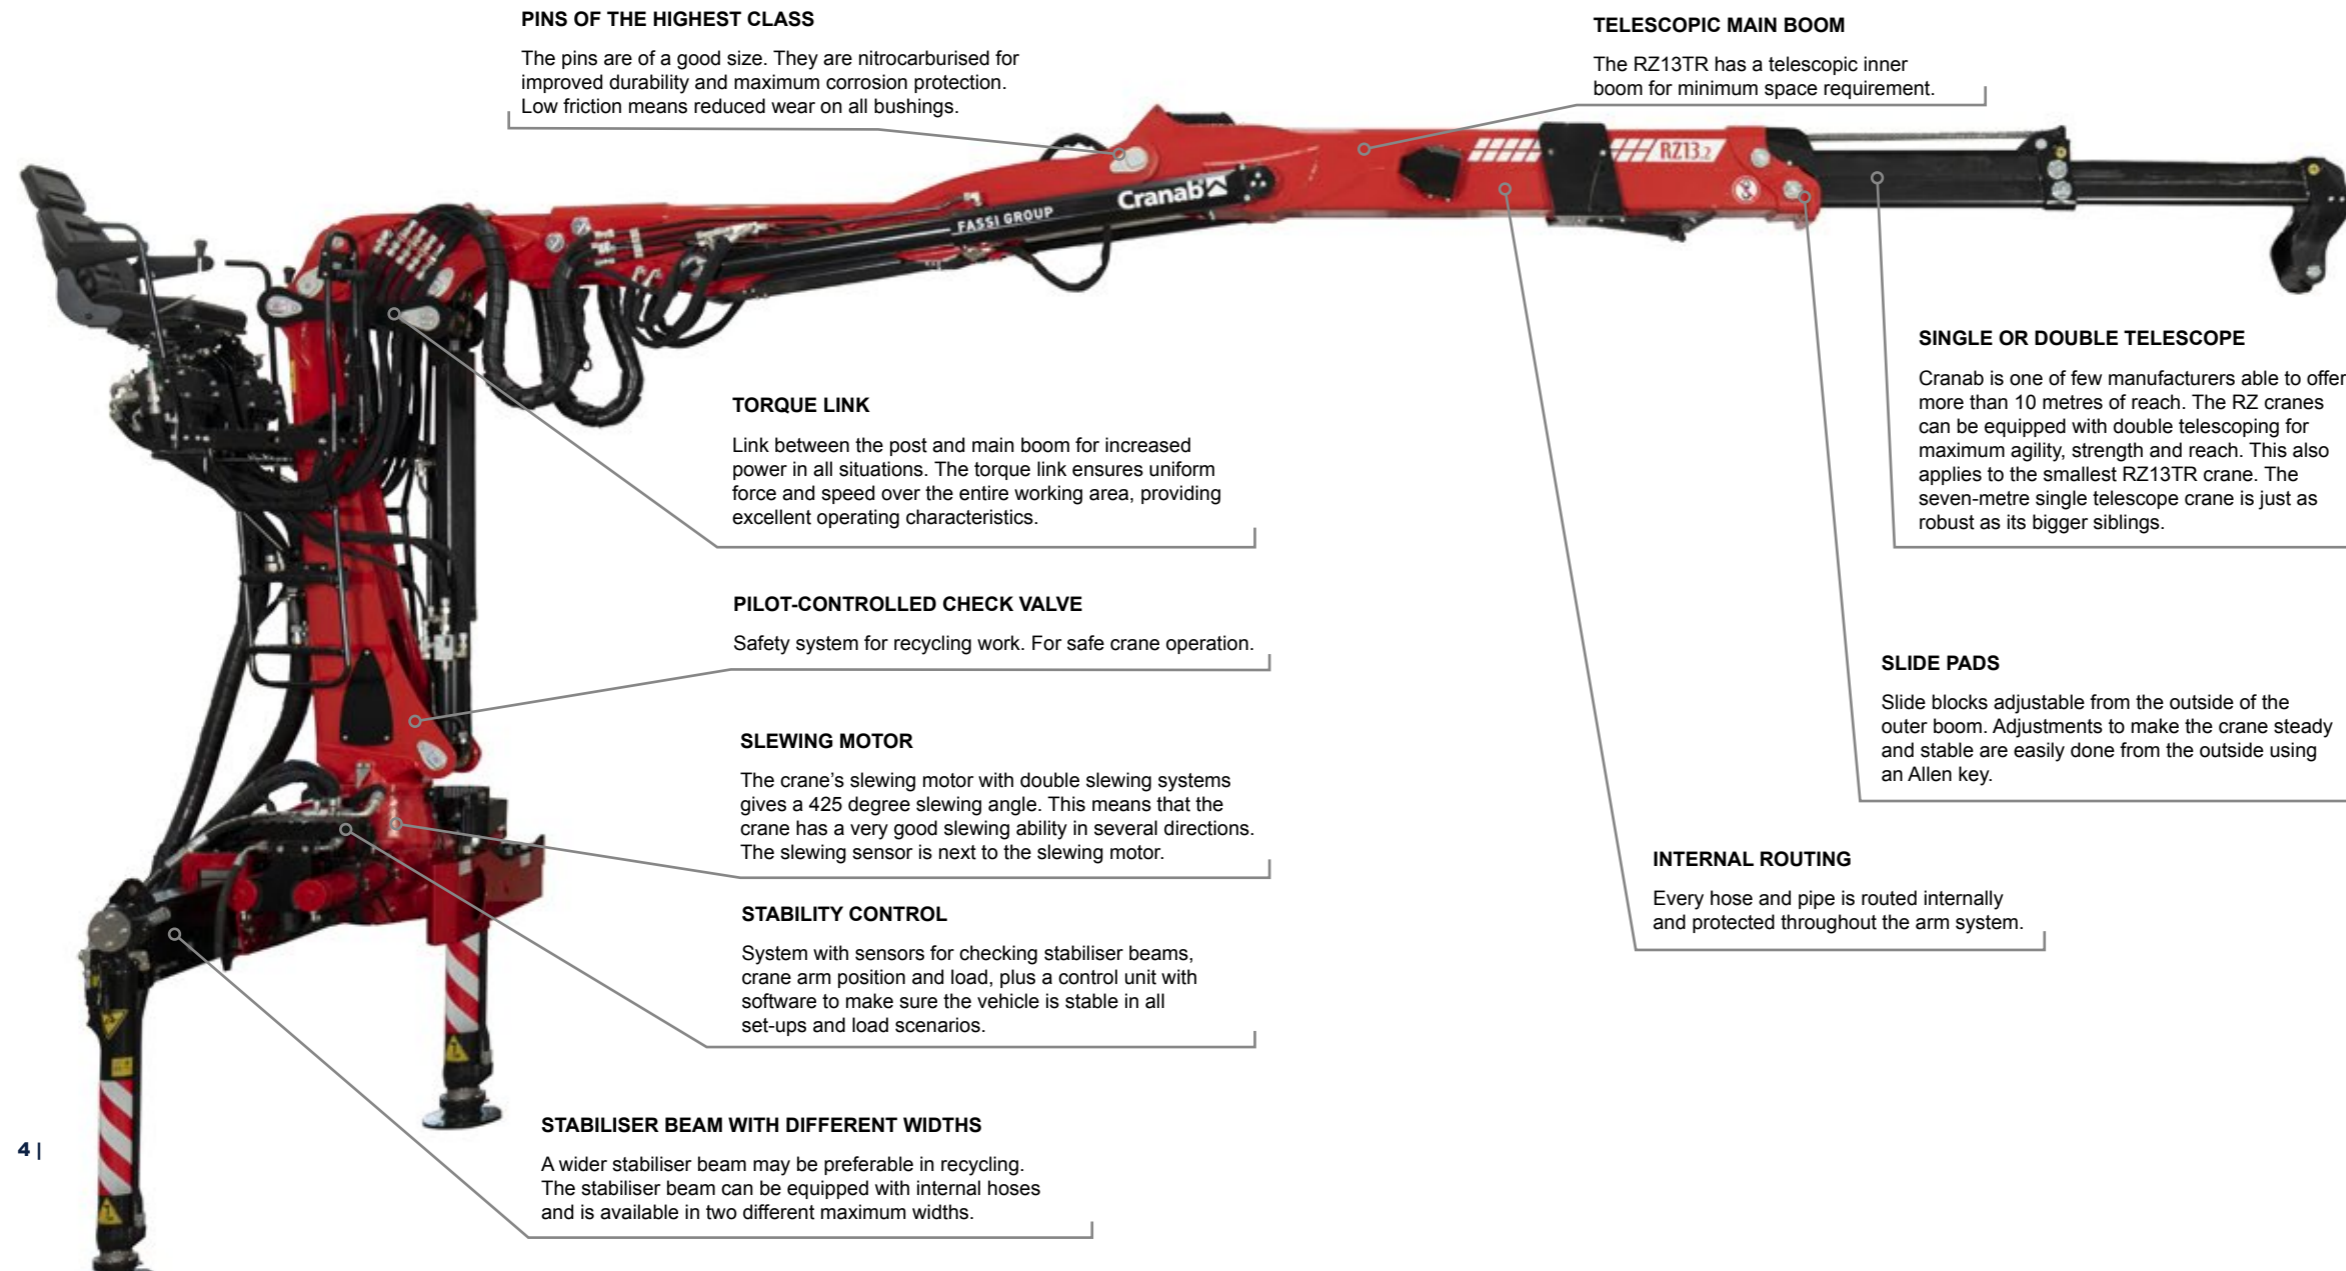 PINS OF THE HIGHEST CLASS
The pins are of a good size. They are nitrocarburised for
improved durability and maximum corrosion protection.
Low friction means reduced wear on all bushings.
TELESCOPIC MAIN BOOM
The RZ13TR has a telescopic inner
boom for minimum space requirement.
RZ13.2
Cranab
FASSI GROUP
SINGLE OR DOUBLE TELESCOPE
Cranab is one of few manufacturers able to offer
more than 10 metres of reach. The RZ cranes
can be equipped with double telescoping for
maximum agility, strength and reach. This also
applies to the smallest RZ13TR crane. The
seven-metre single telescope crane is just as
robust as its bigger siblings.
TORQUE LINK
Link between the post and main boom for increased
power in all situations. The torque link ensures uniform
force and speed over the entire working area, providing
excellent operating characteristics.
PILOT-CONTROLLED CHECK VALVE
Safety system for recycling work. For safe crane operation.
SLIDE PADS
Slide blocks adjustable from the outside of the
outer boom. Adjustments to make the crane steady
and stable are easily done from the outside using
an Allen key.
SLEWING MOTOR
The crane’s slewing motor with double slewing systems
gives a 425 degree slewing angle. This means that the
crane has a very good slewing ability in several directions.
The slewing sensor is next to the slewing motor.
INTERNAL ROUTING
Every hose and pipe is routed internally
and protected throughout the arm system.
STABILITY CONTROL
System with sensors for checking stabiliser beams,
crane arm position and load, plus a control unit with
software to make sure the vehicle is stable in all
set-ups and load scenarios.
STABILISER BEAM WITH DIFFERENT WIDTHS
A wider stabiliser beam may be preferable in recycling.
The stabiliser beam can be equipped with internal hoses
and is available in two different maximum widths.
4 |